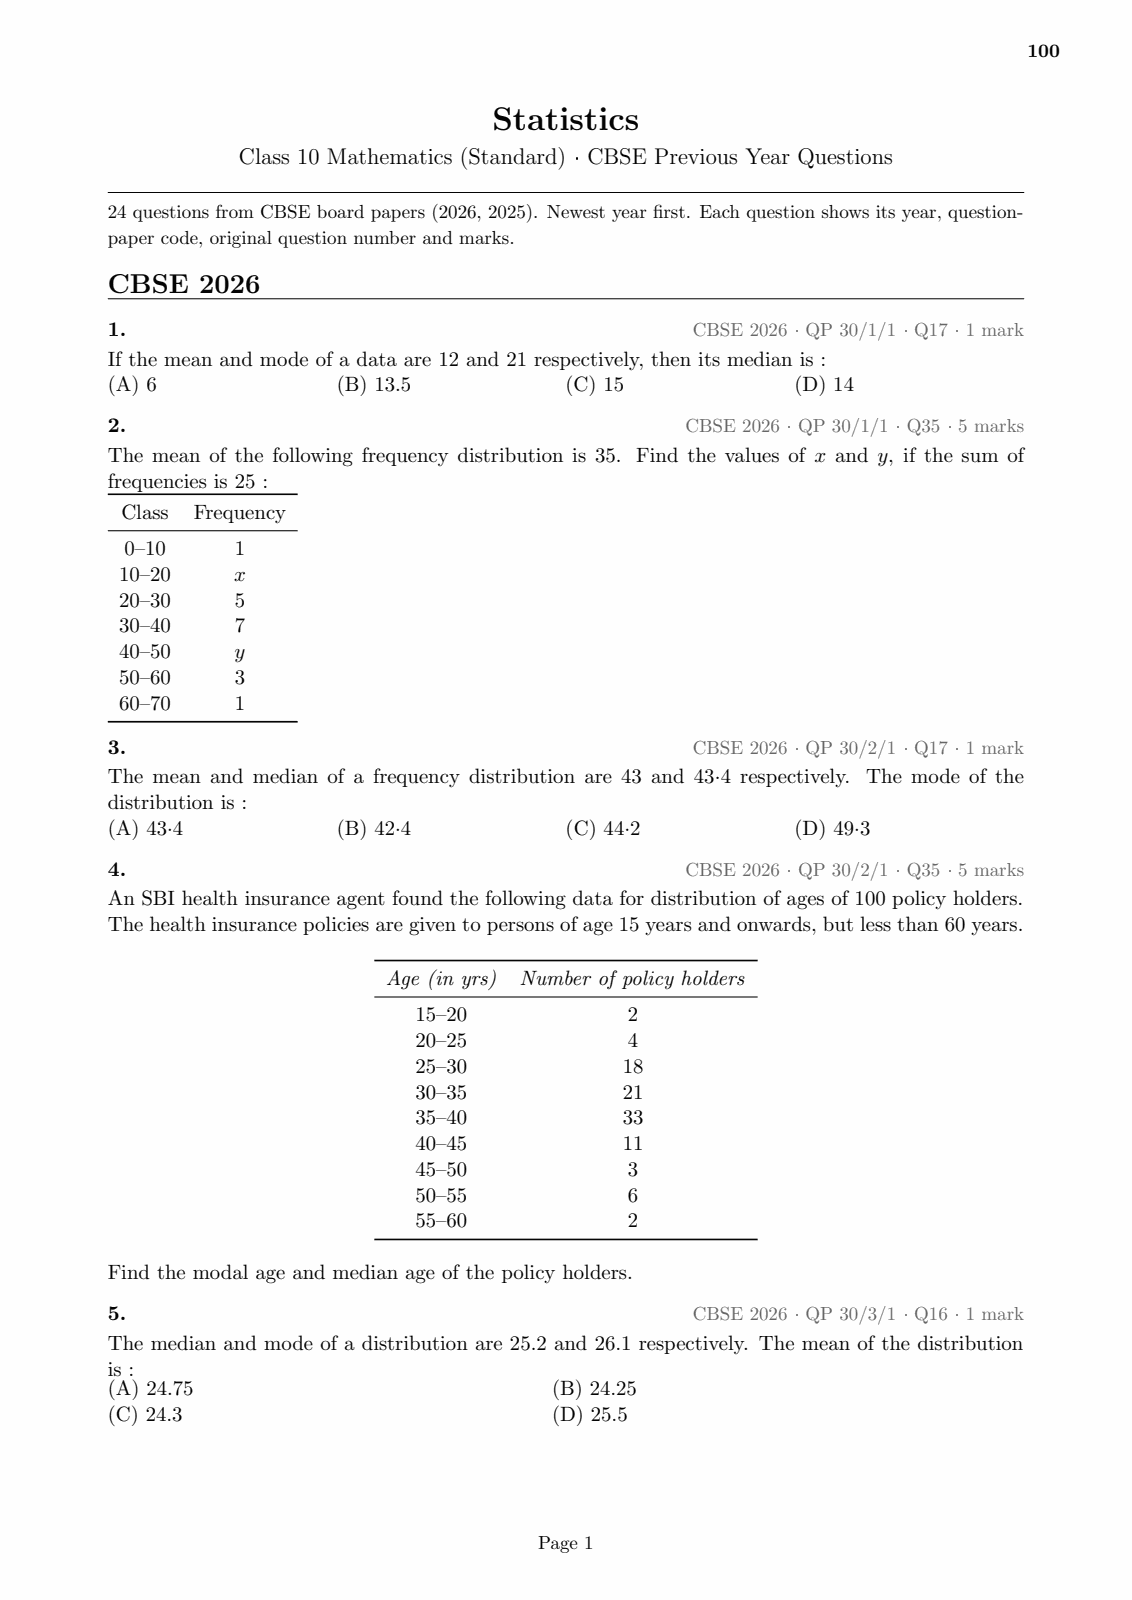 100
Statistics
Class 10 Mathematics (Standard) · CBSE Previous Year Questions
24 questions from CBSE board papers (2026, 2025). Newest year first. Each question shows its year, question-
paper code, original question number and marks.
CBSE 2026
1. CBSE 2026 · QP 30/1/1 · Q17 · 1 mark
If the mean and mode of a data are 12 and 21 respectively, then its median is :
(A) 6 (B) 13.5 (C) 15 (D) 14
2. CBSE 2026 · QP 30/1/1 · Q35 · 5 marks
The mean of the following frequency distribution is 35. Find the values of x and y, if the sum of
frequencies is 25 :
Class Frequency
0–10 1
10–20 x
20–30 5
30–40 7
40–50 y
50–60 3
60–70 1
3. CBSE 2026 · QP 30/2/1 · Q17 · 1 mark
The mean and median of a frequency distribution are 43 and 43·4 respectively. The mode of the
distribution is :
(A) 43·4 (B) 42·4 (C) 44·2 (D) 49·3
4. CBSE 2026 · QP 30/2/1 · Q35 · 5 marks
An SBI health insurance agent found the following data for distribution of ages of 100 policy holders.
The health insurance policies are given to persons of age 15 years and onwards, but less than 60 years.
Age (in yrs) Number of policy holders
15–20 2
20–25 4
25–30 18
30–35 21
35–40 33
40–45 11
45–50 3
50–55 6
55–60 2
Find the modal age and median age of the policy holders.
5. CBSE 2026 · QP 30/3/1 · Q16 · 1 mark
The median and mode of a distribution are 25.2 and 26.1 respectively. The mean of the distribution
is :
(A) 24.75 (B) 24.25
(C) 24.3 (D) 25.5
Page 1